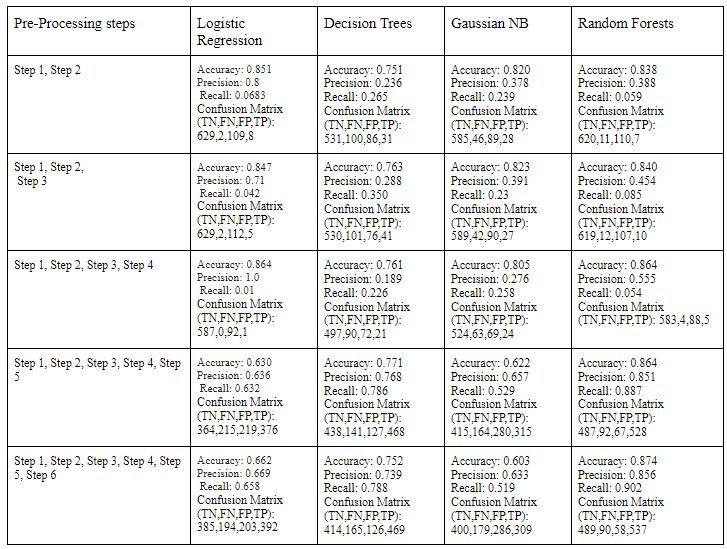 Pre-Processing steps
Logistic
Regression
Decision Trees
Gaussian NB
Random Forests
Step 1, Step 2
Accuracy: 0.851
Precision: 0.8
Recall: 0.0683
Confusion Matrix
(TN,FN,FP,TP):
629,2,109,8
Accuracy: 0.751
Precision: 0.236
Recall: 0.265
Confusion Matrix
(TN,FN,FP,TP):
531,100,86,31
Accuracy: 0.820
Precision: 0.378
Recall: 0.239
Confusion Matrix
(TN,FN,FP,TP):
585,46,89,28
Accuracy: 0.838
Precision: 0.388
Recall: 0.059
Confusion Matrix
(TN,FN,FP,TP):
620,11,110,7
Step 1, Step 2,
Step 3
Accuracy: 0.847
Precision: 0.71
Recall: 0.042
Confusion Matrix
(TN,FN,FP,TP):
629,2,112,5
Accuracy: 0.763
Precision: 0.288
Recall: 0.350
Confusion Matrix
(TN,FN,FP,TP):
530,101,76,41
Accuracy: 0.823
Precision: 0.391
Recall: 0.23
Confusion Matrix
(TN,FN,FP,TP):
589,42,90,27
Accuracy: 0.840
Precision: 0.454
Recall: 0.085
Confusion Matrix
(TN,FN,FP,TP):
619,12,107,10
Step 1, Step 2, Step 3, Step 4
Accuracy: 0.864
Precision: 1.0
Recall: 0.01
Confusion Matrix
(TN,FN,FP,TP):
587,0,92,1
Accuracy: 0.761
Precision: 0.189
Recall: 0.226
Confusion Matrix
(TN,FN,FP,TP):
497,90,72,21
Accuracy: 0.805
Precision: 0.276
Recall: 0.258
Confusion Matrix
(TN,FN,FP,TP):
524,63,69,24
Accuracy: 0.864
Precision: 0.555
Recall: 0.054
Confusion Matrix
(TN,FN,FP,TP): 583,4,88,5
Step 1, Step 2, Step 3, Step 4, Step
5
Accuracy: 0.630
Precision: 0.636
Recall: 0.632
Confusion Matrix
(TN,FN,FP,TP):
364,215,219,376
Accuracy: 0.771
Precision: 0.768
Recall: 0.786
Confusion Matrix
(TN,FN,FP,TP):
438,141,127,468
Accuracy: 0.622
Precision: 0.657
Recall: 0.529
Confusion Matrix
(TN,FN,FP,TP):
415,164,280,315
Accuracy: 0.864
Precision: 0.851
Recall: 0.887
Confusion Matrix
(TN,FN,FP,TP):
487,92,67,528
Step 1, Step 2, Step 3, Step 4, Step
5, Step 6
Accuracy: 0.662
Precision: 0.669
Recall: 0.658
Confusion Matrix
(TN,FN,FP,TP):
385,194,203,392
Accuracy: 0.752
Precision: 0.739
Recall: 0.788
Confusion Matrix
(TN,FN,FP,TP):
414,165,126,469
Accuracy: 0.603
Precision: 0.633
Recall: 0.519
Confusion Matrix
(TN,FN,FP,TP):
400,179,286,309
Accuracy: 0.874
Precision: 0.856
Recall: 0.902
Confusion Matrix
(TN,FN,FP,TP):
489,90,58,537